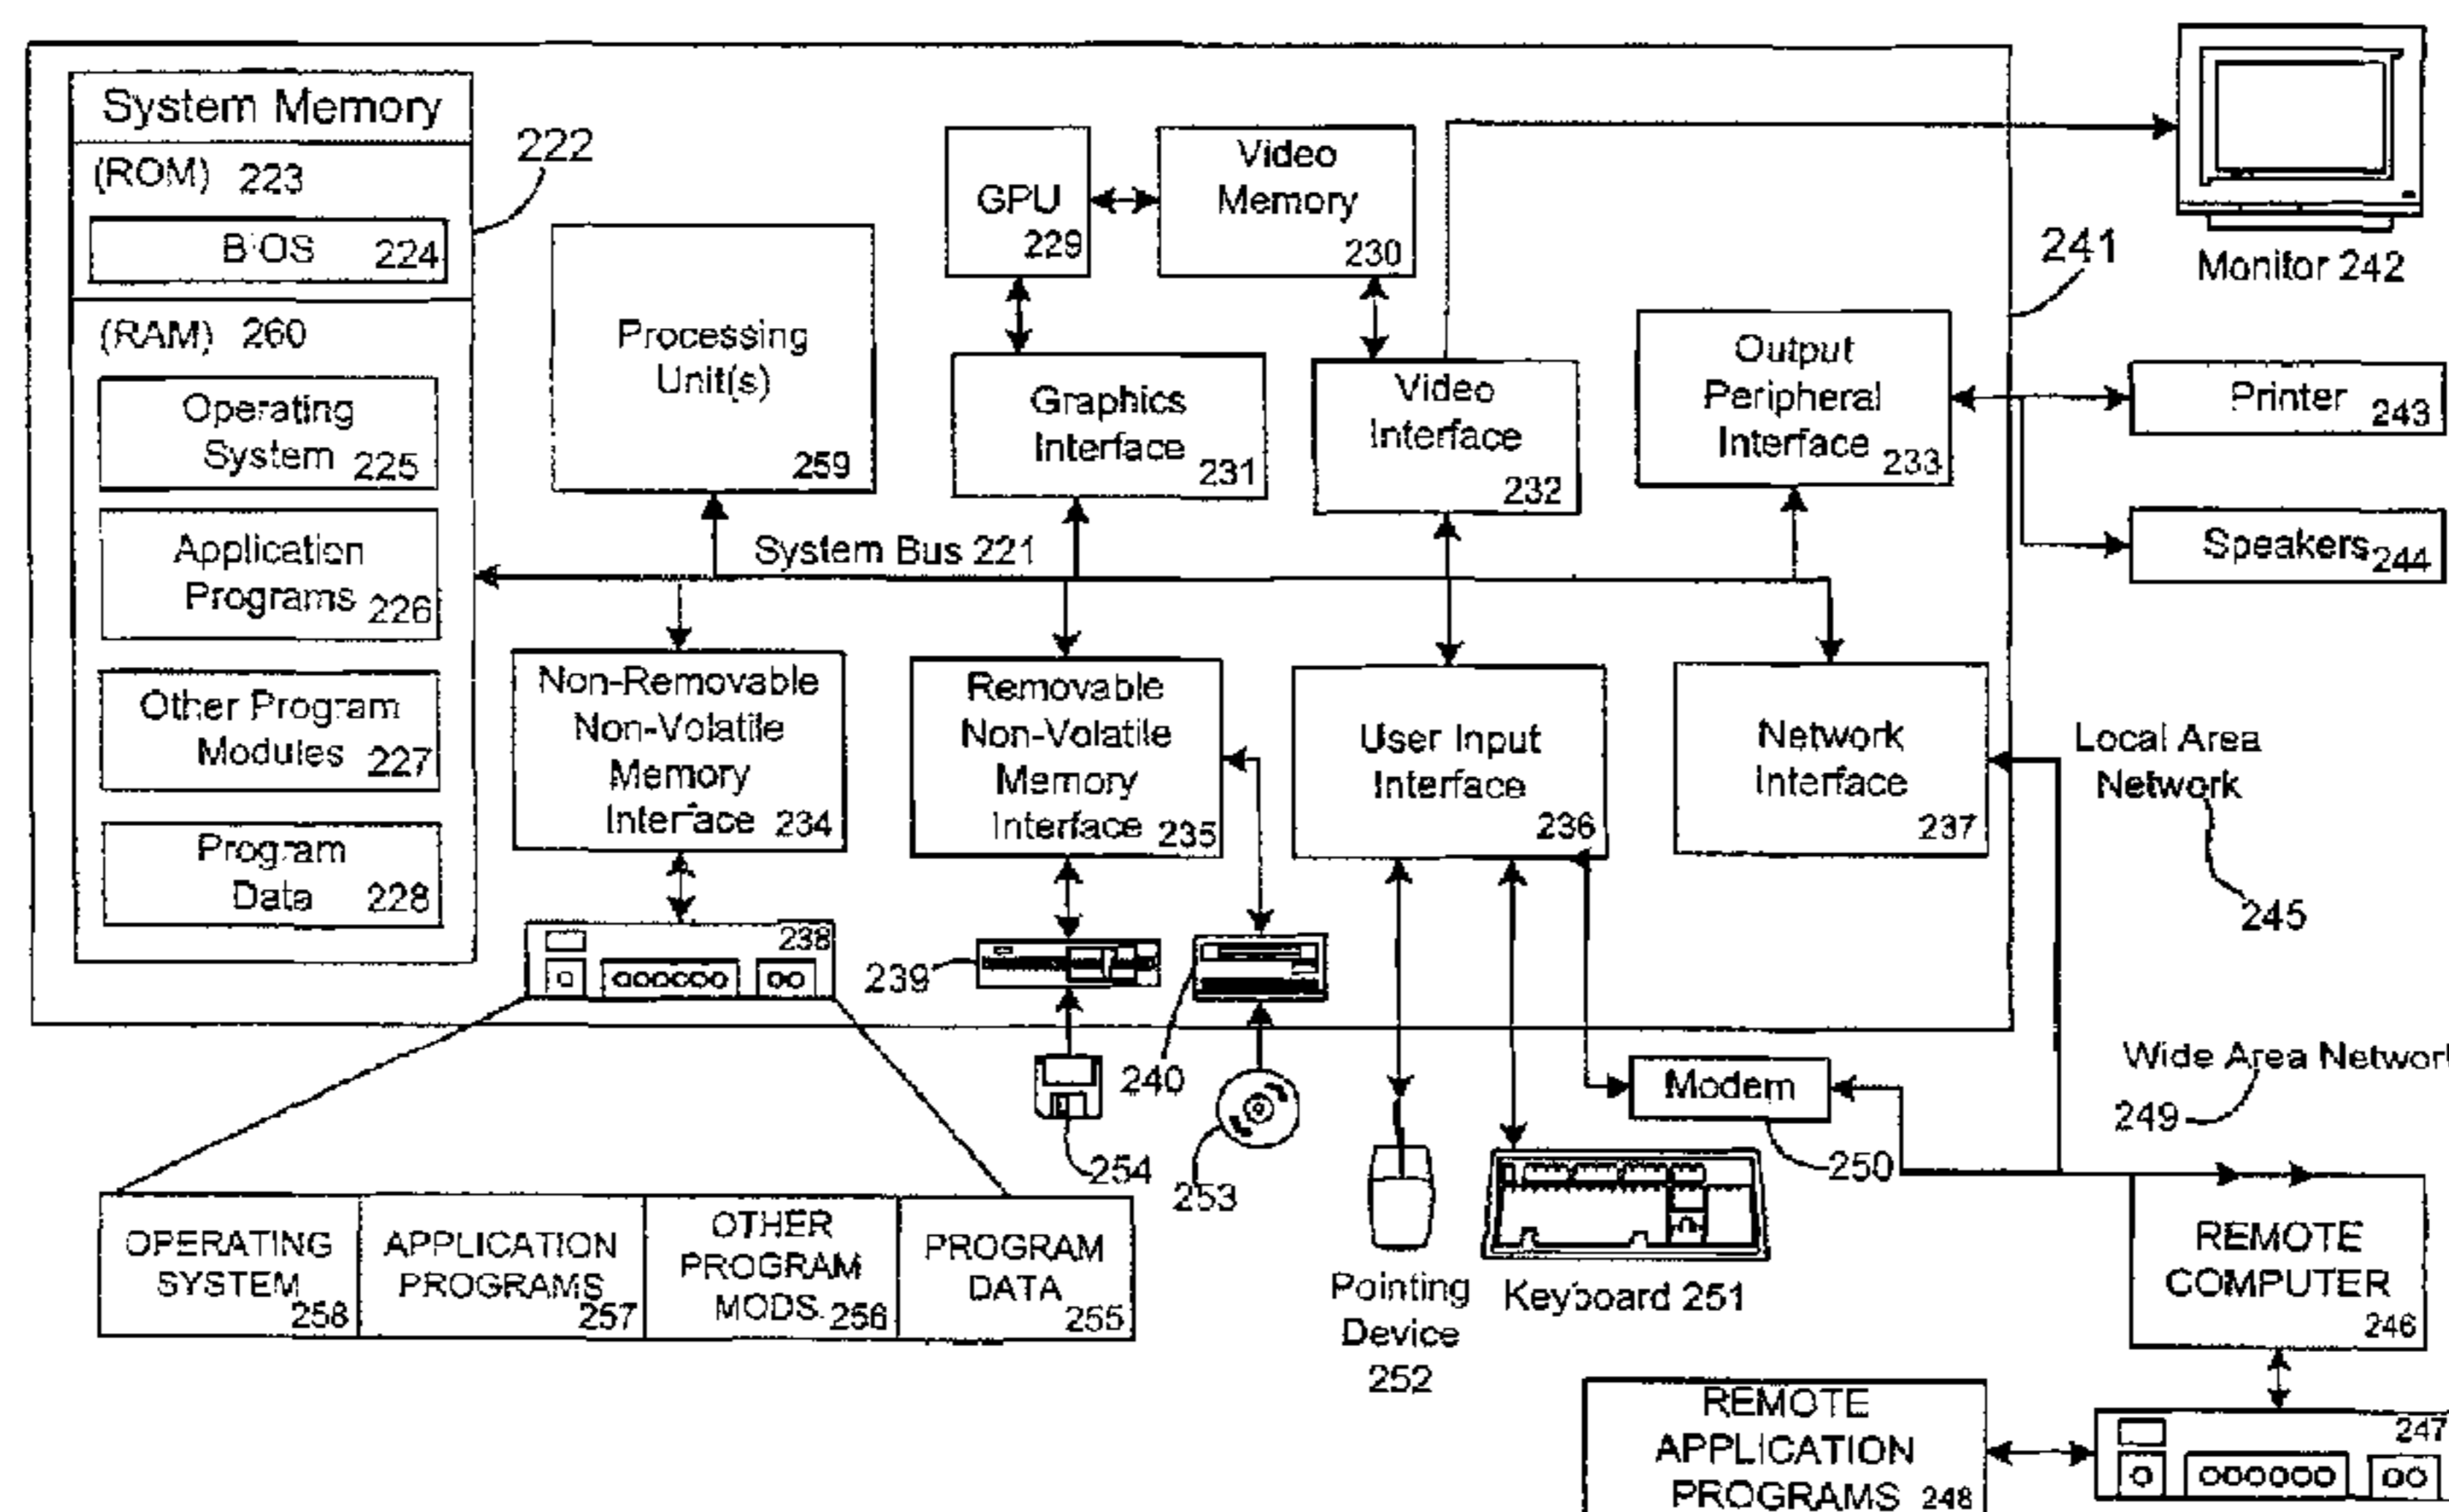 System Memory
(ROM) 223
BIOS 224
222
(RAM) 260
Operating
System 225
Application
Programs 226
Other Program
Modules 227
Program
Data 228
Processing
Unit(s)
259
GPU
229
Video
Memory
230
Graphics
Interface
231
Video
Interface
232
Output
Peripheral
Interface 233
241
Monitor 242
Printer 243
Speakers 244
System Bus 221
Non-Removable
Non-Volatile
Memory
Interface 234
Removable
Non-Volatile
Memory
Interface 235
User Input
Interface
236
Network
Interface
237
Local Area
Network
245
238
239
240
254
253
Modem
250
Wide Area Network
249
OPERATING
SYSTEM 258
APPLICATION
PROGRAMS 257
OTHER
PROGRAM
MODS. 256
PROGRAM
DATA 255
Pointing
Device
252
Keyboard 251
REMOTE
COMPUTER
246
REMOTE
APPLICATION
PROGRAMS 248
247